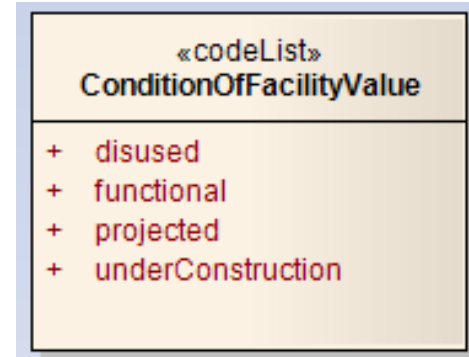 «codeList»
ConditionOfFacilityValue
+ disused
+ functional
+ projected
+ underConstruction